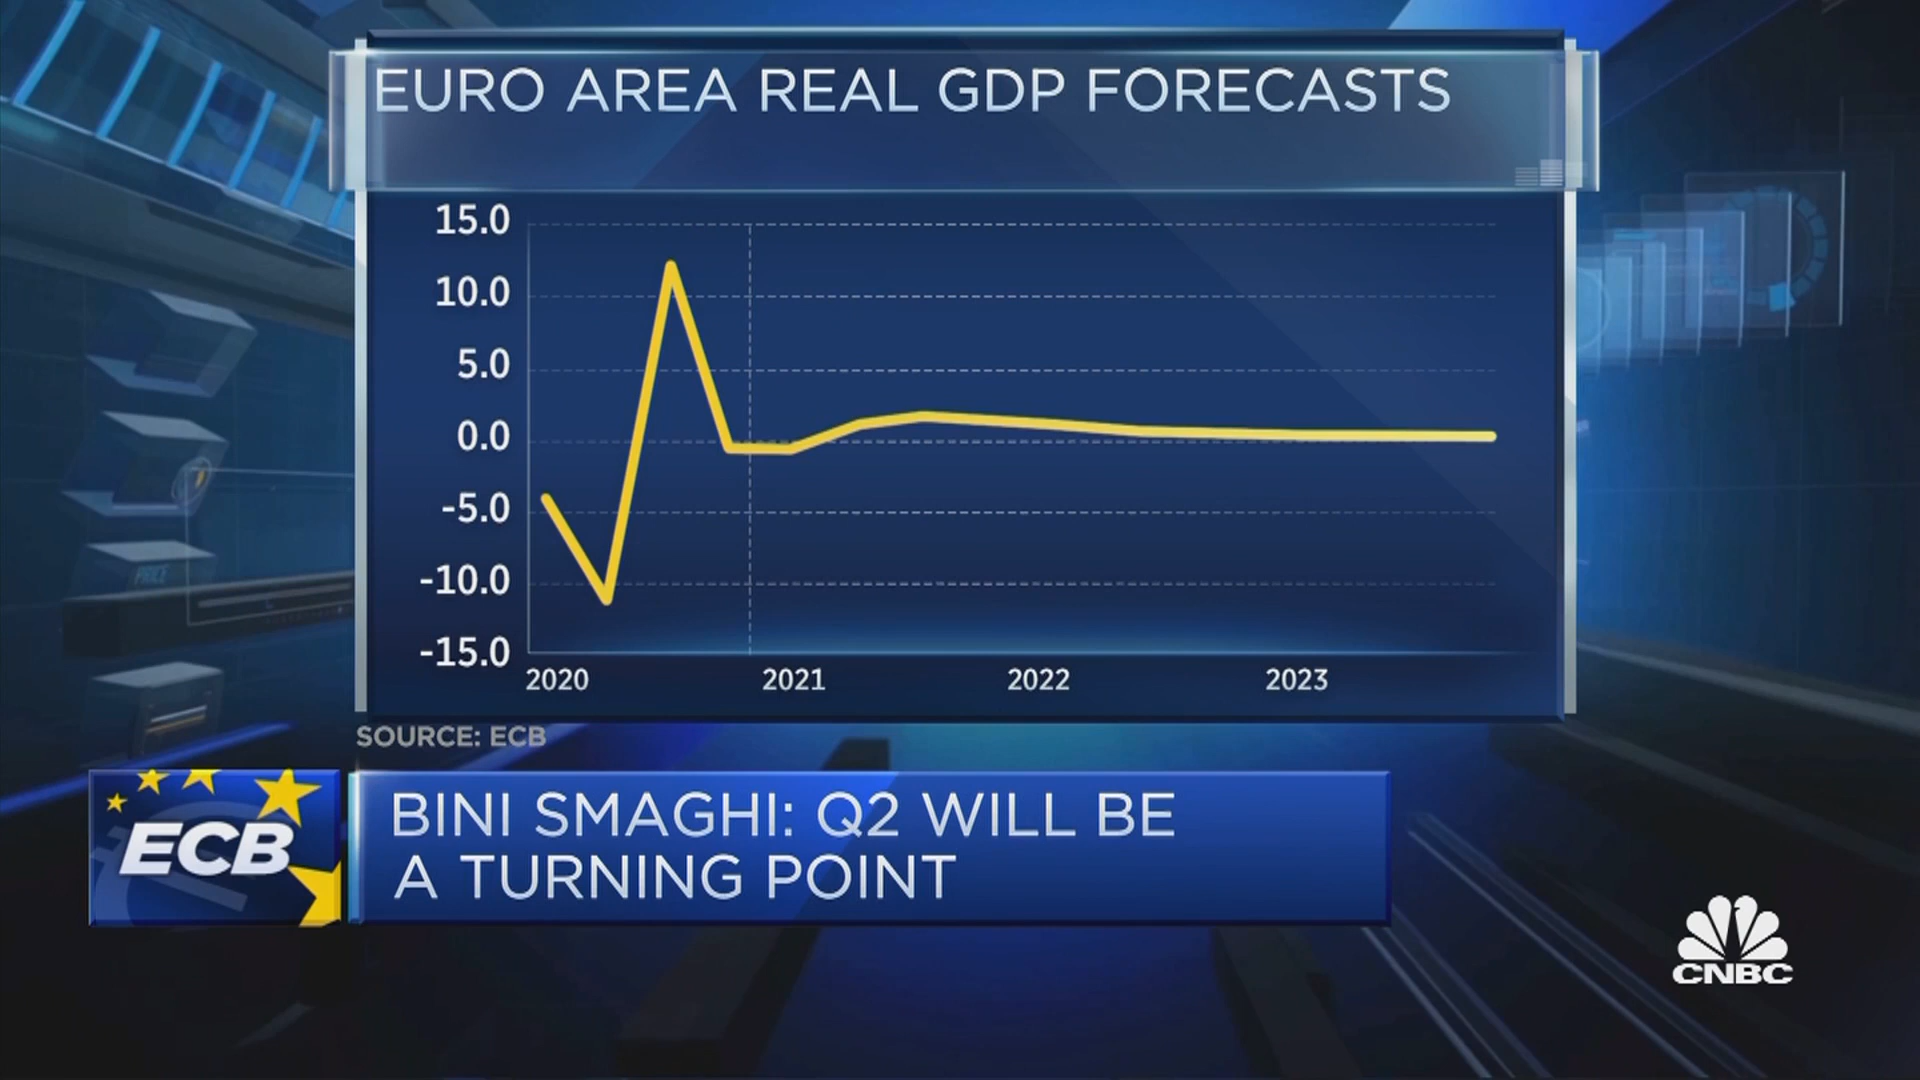 EURO AREA REAL GDP FORECASTS
15.0
10.0
5.0
0.0
-5.0
-10.0
-15.0
2020 2021 2022 2023
SOURCE: ECB
ECB
BINI SMAGHI: Q2 WILL BE
A TURNING POINT
CNBC
PRICE